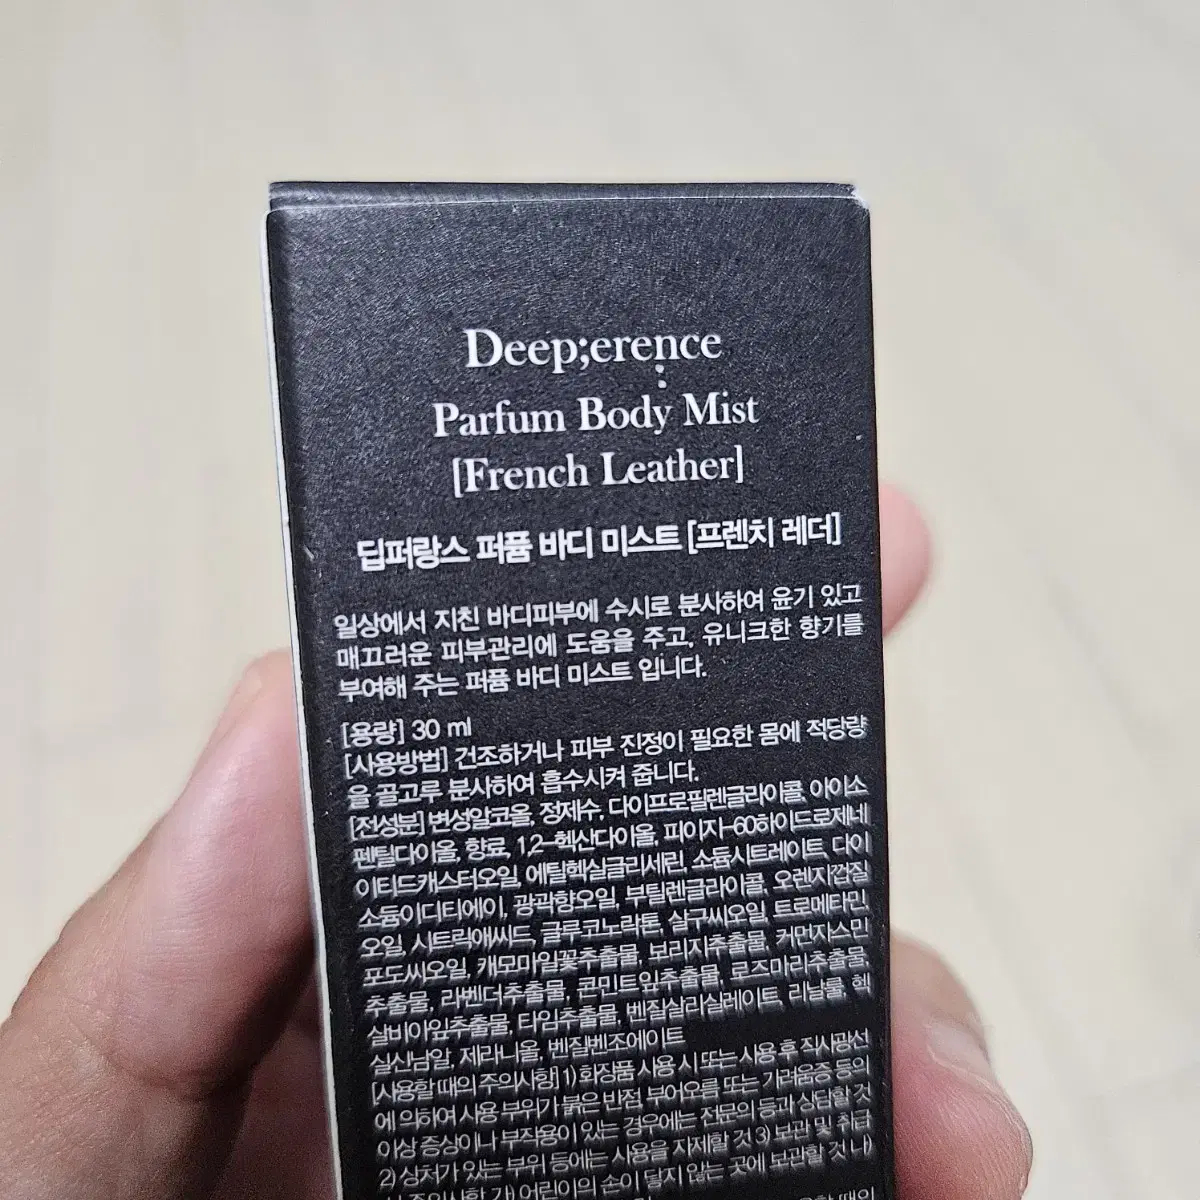 Deep;erence
Parfum Body Mist
[French Leather]
딥퍼랑스 퍼퓸 바디 미스트 [프렌치 레더]
일상에서 지친 바디피부에 수시로 분사하여 윤기 있고
매끄러운 피부관리에 도움을 주고, 유니크한 향기를
부여해 주는 퍼퓸 바디 미스트 입니다.
[용량] 30 ml
[사용방법] 건조하거나 피부 진정이 필요한 몸에 적당량
을 골고루 분사하여 흡수시켜 줍니다.
[전성분] 변성알코올, 정제수, 다이프로필렌글라이콜, 아이소
펜틸다이올, 향료, 1,2-헥산다이올, 피이지-60하이드로제네
이티드캐스터오일, 에틸헥실글리세린, 소듐시트레이트, 다이
소듐이디티에이, 광곽향오일, 부틸렌글라이콜, 오렌지껍질
오일, 시트릭애씨드, 글루코노락톤, 살구씨오일, 트로메타민,
포도씨오일, 캐모마일꽃추출물, 보리지추출물, 커먼자스민
추출물, 라벤더추출물, 콘민트잎추출물, 로즈마리추출물,
살비아잎추출물, 타임추출물, 벤질살리실레이트, 리날룰, 헥
실신남알, 제라니올, 벤질벤조에이트
[사용할 때의 주의사항] 1) 화장품 사용 시 또는 사용 후 직사광선
에 의하여 사용 부위가 붉은 반점, 부어오름 또는 가려움증 등의
이상 증상이나 부작용이 있는 경우에는 전문의 등과 상담할 것
2) 상처가 있는 부위 등에는 사용을 자제할 것 3) 보관 및 취급
시 주의사항 가) 어린이의 손이 닿지 않는 곳에 보관할 것 나)